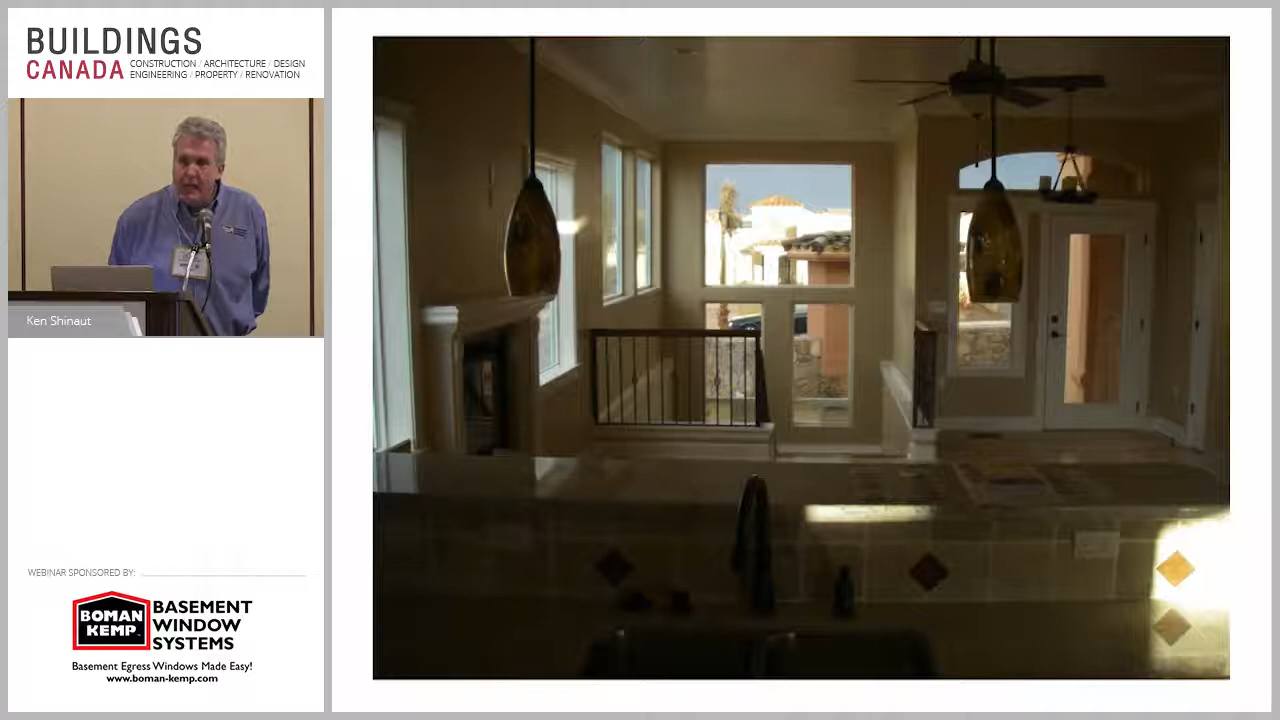 BUILDINGS
CANADA CONSTRUCTION / ARCHITECTURE / DESIGN
ENGINEERING / PROPERTY / RENOVATION
Ken Shinaut
WEBINAR SPONSORED BY:
BOMAN KEMP
BASEMENT
WINDOW
SYSTEMS
Basement Egress Windows Made Easy!
www.boman-kemp.com